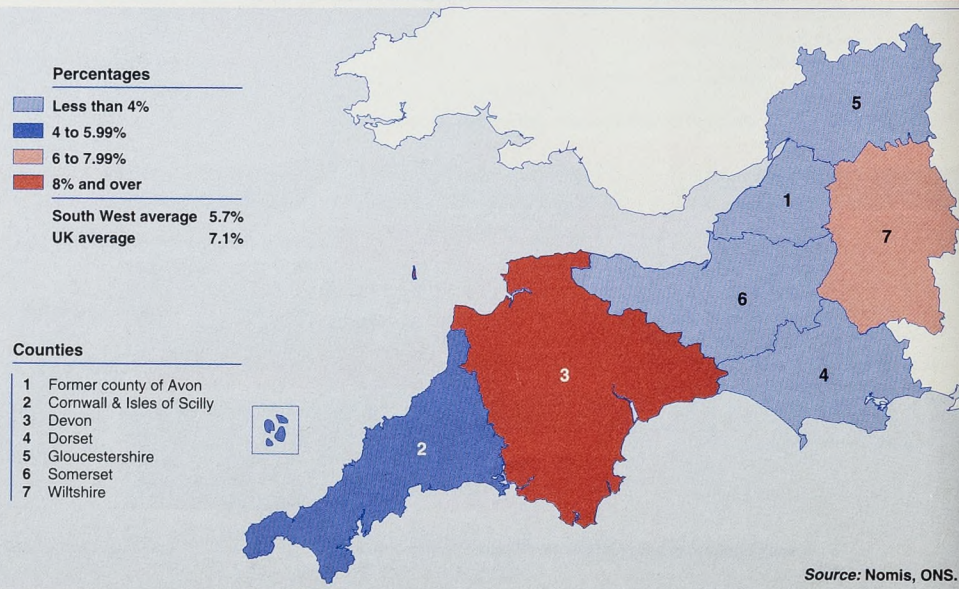 Percentages
Less than 4%
4 to 5.99%
6 to 7.99%
8% and over
South West average 5.7%
UK average 7.1%
Counties
1 Former county of Avon
2 Cornwall & Isles of Scilly
3 Devon
4 Dorset
5 Gloucestershire
6 Somerset
7 Wiltshire
5
1
7
6
3
4
2
Source: Nomis, ONS.